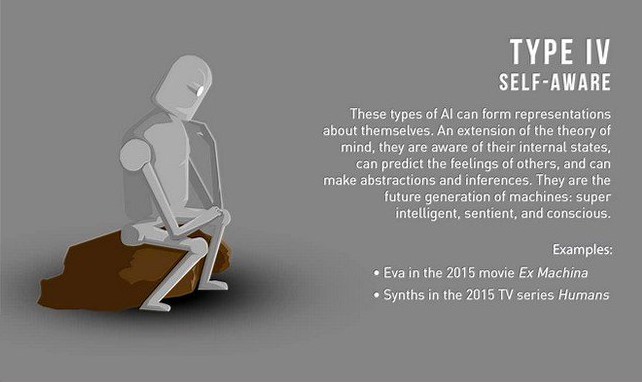 TYPE IV
SELF-AWARE
These types of AI can form representations
about themselves. An extension of the theory of
mind, they are aware of their internal states,
can predict the feelings of others, and can
make abstractions and inferences. They are the
future generation of machines: super
intelligent, sentient, and conscious.
Examples:
• Eva in the 2015 movie Ex Machina
• Synths in the 2015 TV series Humans